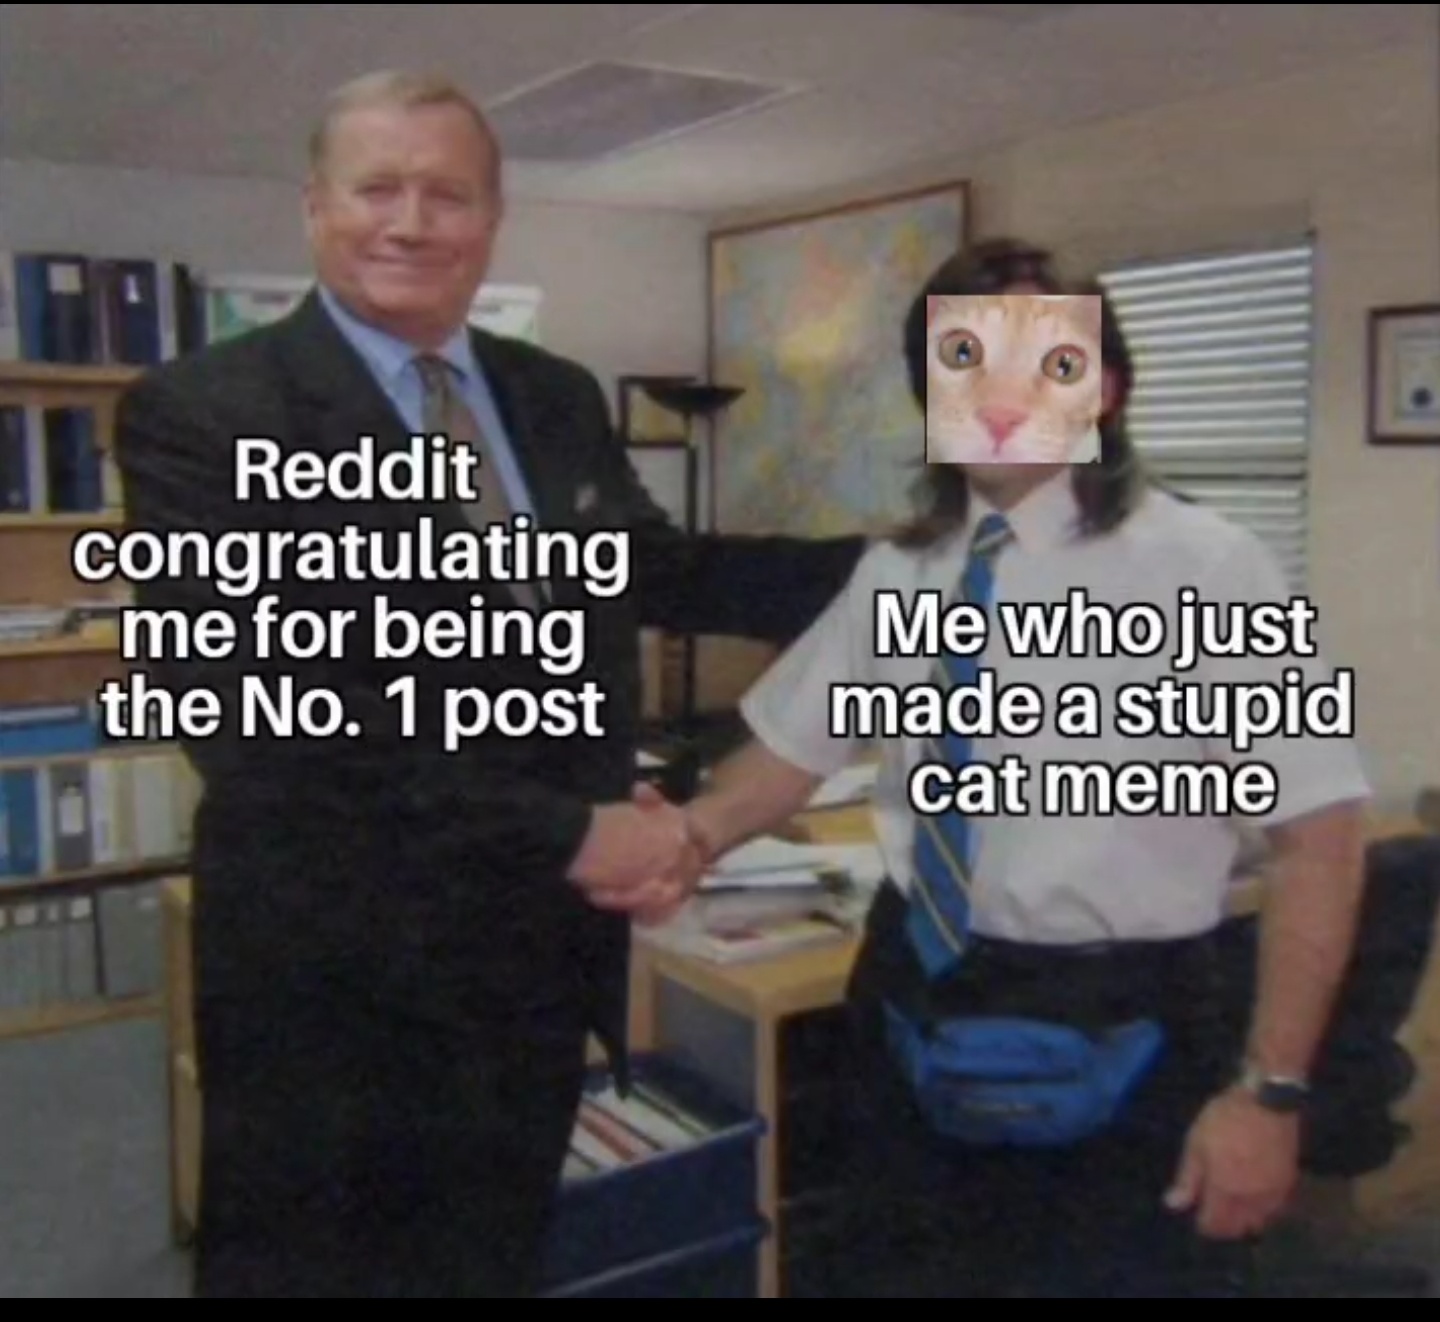 Reddit
congratulating
me for being
the No. 1 post
Me who just
made a stupid
cat meme